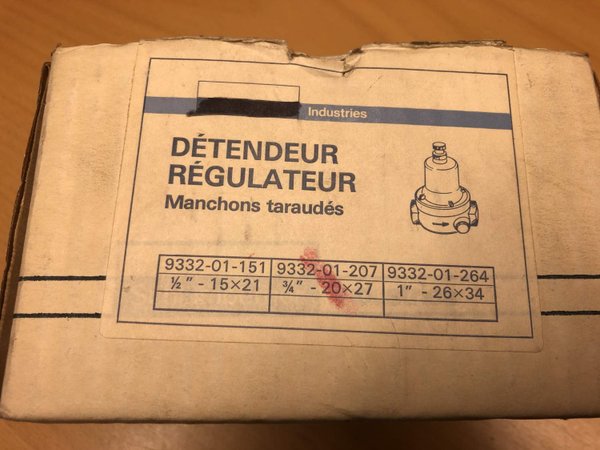 Industries
DÉTENDEUR
RÉGULATEUR
Manchons taraudés
9332-01-151 9332-01-207 9332-01-264
½" - 15×21 ¾" - 20×27 1" - 26×34